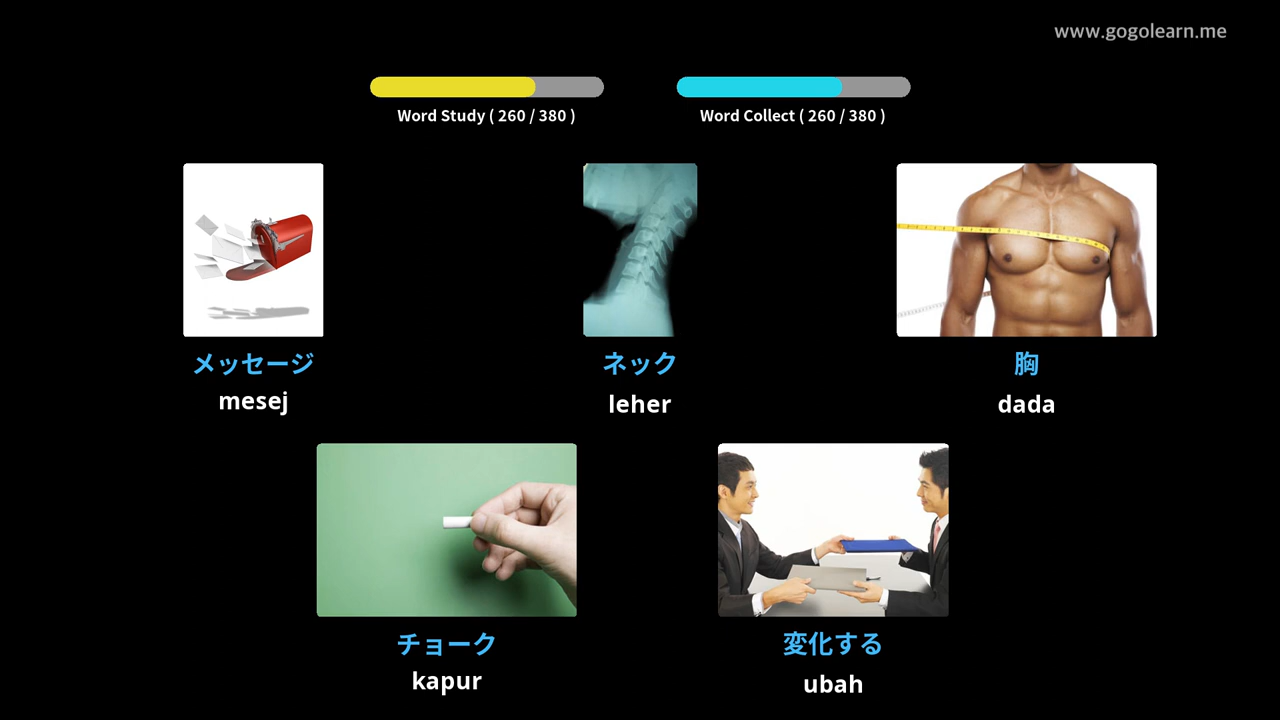 www.gogolearn.me
Word Study ( 260 / 380 )
Word Collect ( 260 / 380 )
メッセージ
mesej
ネック
leher
胸
dada
チョーク
kapur
変化する
ubah